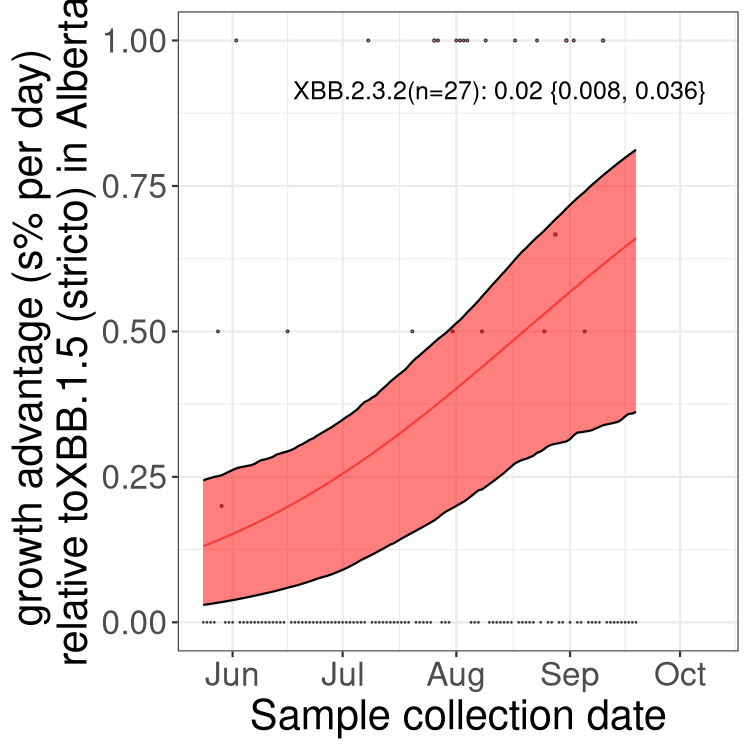 growth advantage (s% per day)
relative toXBB.1.5 (stricto) in Alberta
1.00
XBB.2.3.2(n=27): 0.02 {0.008, 0.036}
0.75
0.50
0.25
0.00
Jun Jul Aug Sep Oct
Sample collection date